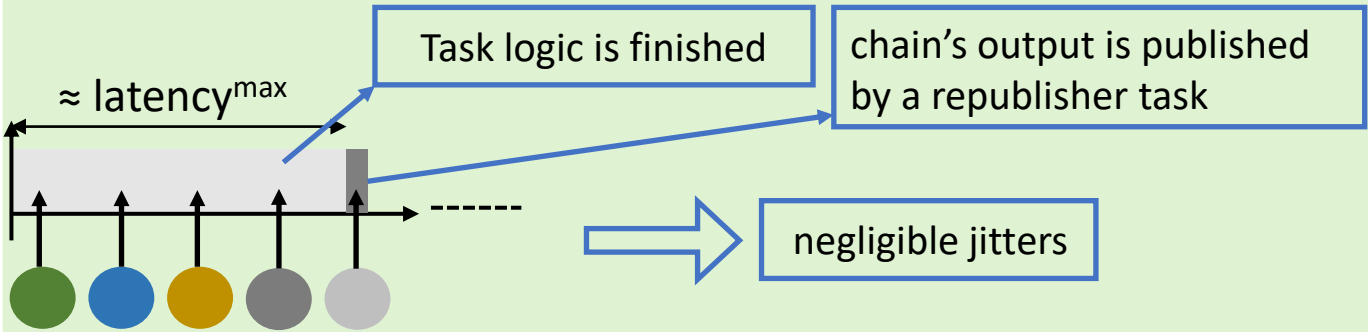 Task logic is finished
chain's output is published
by a republisher task
≈ latencyᵐᵃˣ
negligible jitters